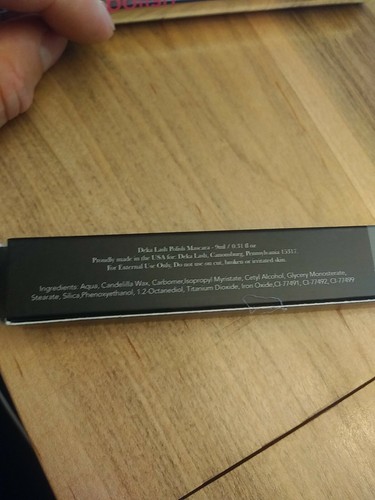 polish
Deka Lash Polish Mascara - 9ml / 0.31 fl oz
Proudly made in the USA for: Deka Lash, Canonsburg, Pennsylvania 15317
For External Use Only, Do not use on cut, broken or irritated skin.
Ingredients: Aqua, Candelilla Wax, Carbomer,Isopropyl Myristate, Cetyl Alcohol, Glycery Monosterate,
Stearate, Silica,Phenoxyethanol, 1,2-Octanediol, Titanium Dioxide, Iron Oxide,CI-77491, CI-77492, CI-77499